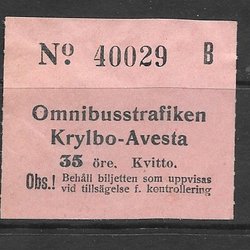 Nº 40029 B
Omnibusstrafiken
Krylbo-Avesta
35 öre. Kvitto.
Obs.! Behåll biljetten som uppvisas
vid tillsägelse f. kontrollering